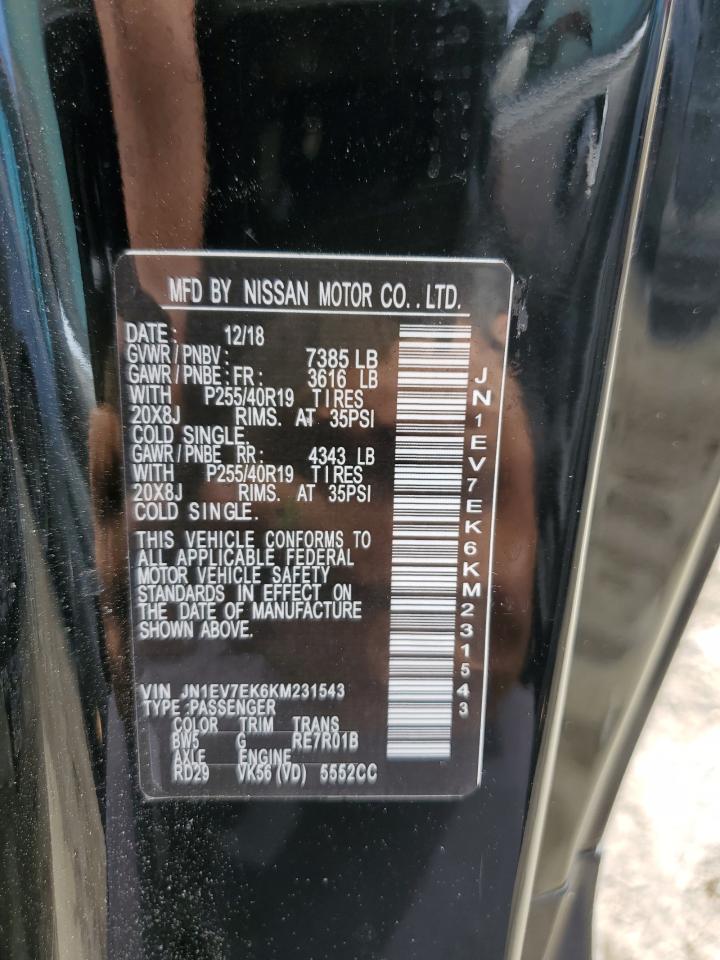 MFD BY NISSAN MOTOR CO.,LTD.
DATE: 12/18
GVWR/PNBV: 7385 LB
GAWR/PNBE:FR: 3616 LB
WITH P255/40R19 TIRES
20X8J RIMS. AT 35PSI
COLD SINGLE.
GAWR/PNBE RR: 4343 LB
WITH P255/40R19 TIRES
20X8J RIMS. AT 35PSI
COLD SINGLE.
THIS VEHICLE CONFORMS TO
ALL APPLICABLE FEDERAL
MOTOR VEHICLE SAFETY
STANDARDS IN EFFECT ON
THE DATE OF MANUFACTURE
SHOWN ABOVE.
VIN JN1EV7EK6KM231543
TYPE:PASSENGER
COLOR TRIM TRANS
BW5 G RE7R01B
AXLE ENGINE
RD29 VK56(VD) 5552CC
JN1EV7EK6KM231543